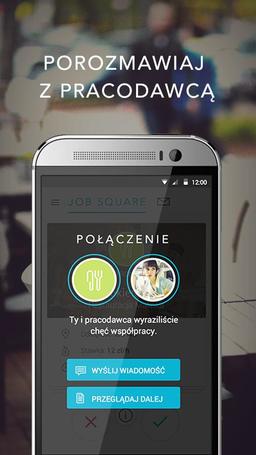 POROZMAWIAJ
Z PRACODAWCĄ
12:00
JOB SQUARE
POŁĄCZENIE
Ty i pracodawca wyraziliście
chęć współpracy.
Stawka: 12 zł/h
WYŚLIJ WIADOMOŚĆ
PRZEGLĄDAJ DALEJ